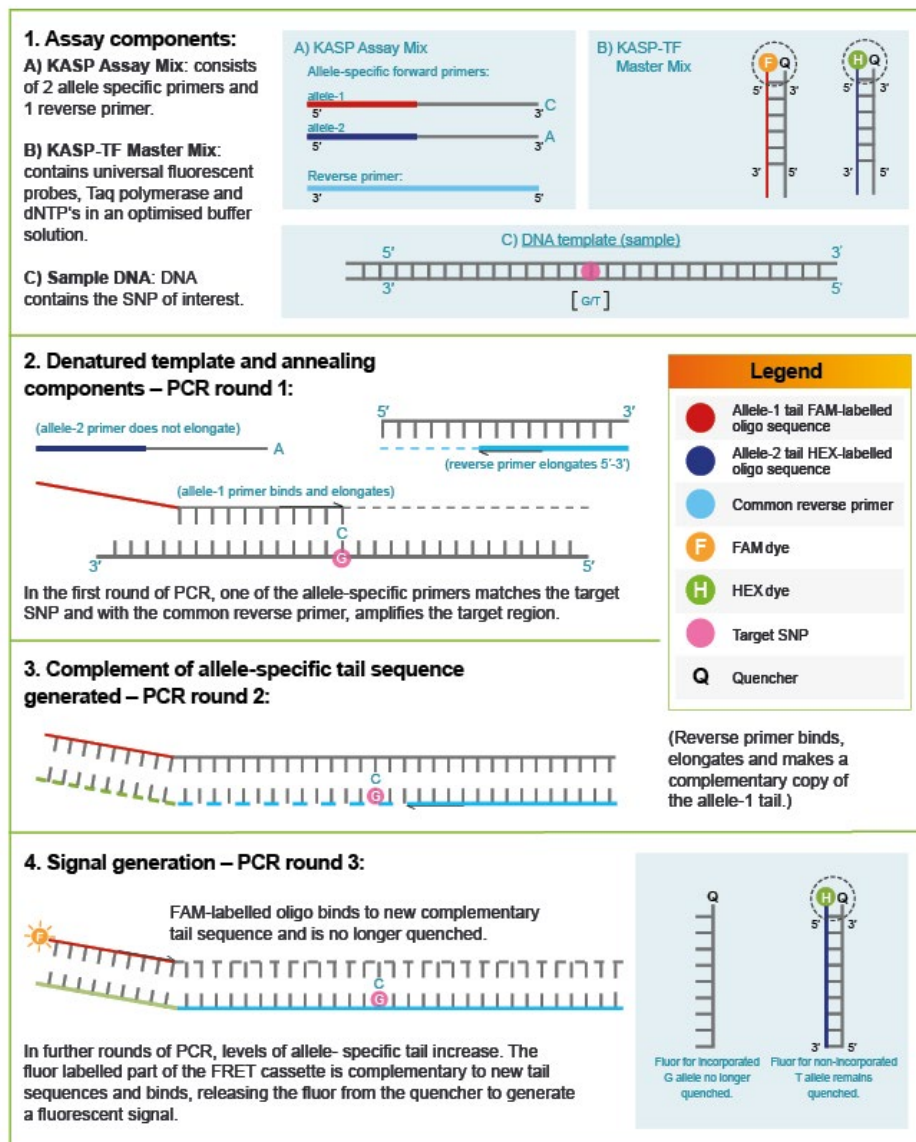 1. Assay components:
A) KASP Assay Mix: consists
of 2 allele specific primers and
1 reverse primer.
B) KASP-TF Master Mix:
contains universal fluorescent
probes, Taq polymerase and
dNTP's in an optimised buffer
solution.
C) Sample DNA: DNA
contains the SNP of interest.
A) KASP Assay Mix
Allele-specific forward primers:
allele-1
5' 3' C
allele-2
5' 3' A
Reverse primer:
3' 5'
B) KASP-TF
Master Mix
F Q
5' 3'
3' 5'
H Q
5' 3'
3' 5'
C) DNA template (sample)
5' 3'
3' 5'
[ G/T ]
2. Denatured template and annealing
components – PCR round 1:
(allele-2 primer does not elongate)
A
5' 3'
(reverse primer elongates 5'-3')
(allele-1 primer binds and elongates)
C
G
3' 5'
In the first round of PCR, one of the allele-specific primers matches the target
SNP and with the common reverse primer, amplifies the target region.
Legend
Allele-1 tail FAM-labelled
oligo sequence
Allele-2 tail HEX-labelled
oligo sequence
Common reverse primer
F FAM dye
H HEX dye
Target SNP
Q Quencher
3. Complement of allele-specific tail sequence
generated – PCR round 2:
C
G
(Reverse primer binds,
elongates and makes a
complementary copy of
the allele-1 tail.)
4. Signal generation – PCR round 3:
FAM-labelled oligo binds to new complementary
tail sequence and is no longer quenched.
F
C
G
In further rounds of PCR, levels of allele- specific tail increase. The
fluor labelled part of the FRET cassette is complementary to new tail
sequences and binds, releasing the fluor from the quencher to generate
a fluorescent signal.
Q
Fluor for incorporated
G allele no longer
quenched.
H Q
5' 3'
3' 5'
Fluor for non-incorporated
T allele remains
quenched.